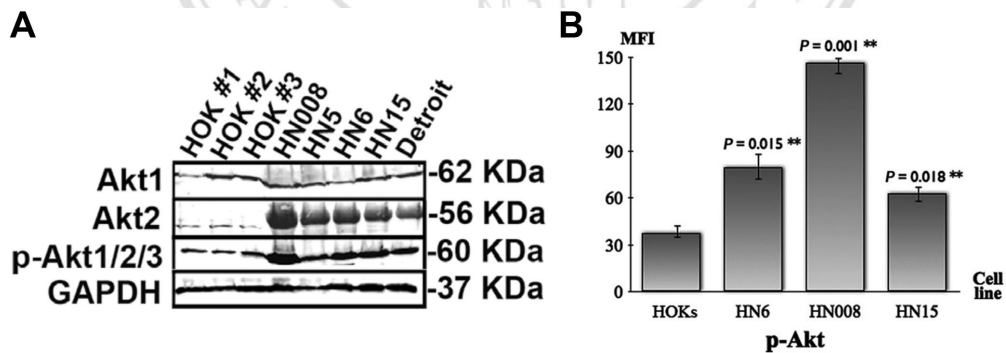 A
HOK #1
HOK #2
HOK #3
HN008
HN5
HN6
HN15
Detroit
Akt1 -62 KDa
Akt2 -56 KDa
p-Akt1/2/3 -60 KDa
GAPDH -37 KDa
B
MFI
150
120
90
60
30
0
P = 0.015 **
P = 0.001 **
P = 0.018 **
HOKs HN6 HN008 HN15
Cell
line
p-Akt